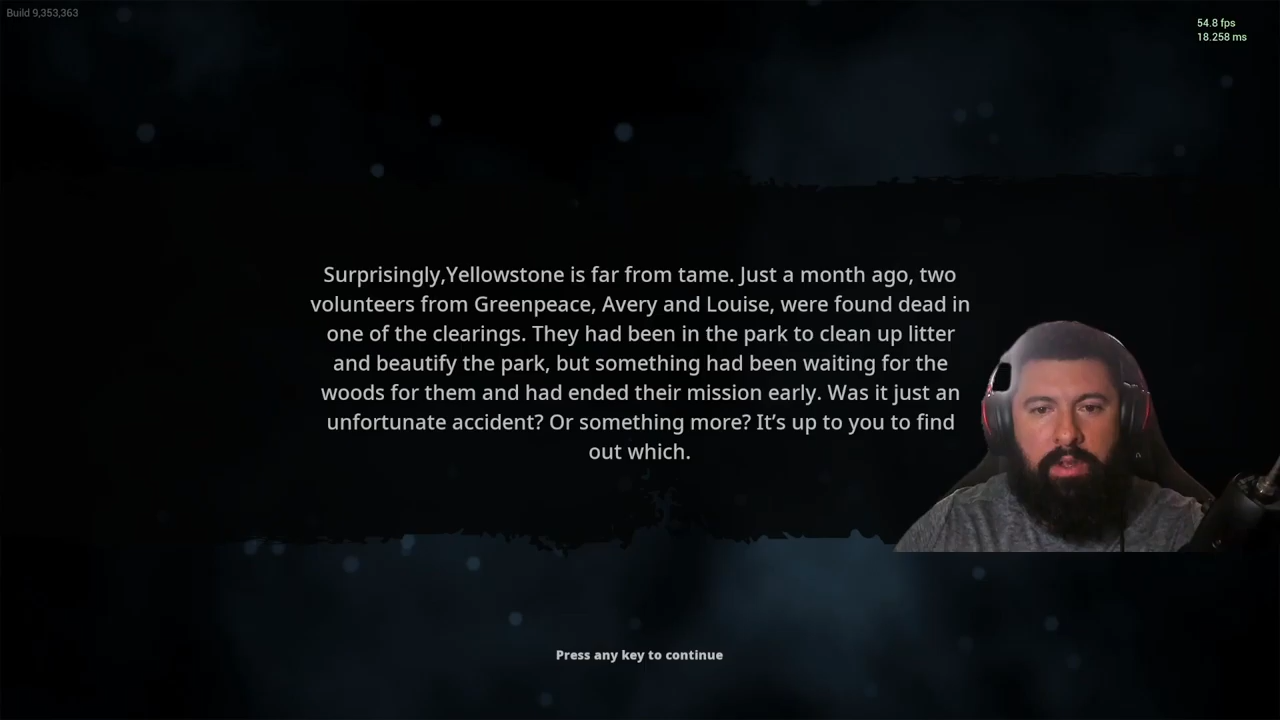 Build 9,353,363
54.8 fps
18.258 ms
Surprisingly,Yellowstone is far from tame. Just a month ago, two
volunteers from Greenpeace, Avery and Louise, were found dead in
one of the clearings. They had been in the park to clean up litter
and beautify the park, but something had been waiting for the
woods for them and had ended their mission early. Was it just an
unfortunate accident? Or something more? It’s up to you to find
out which.
Press any key to continue